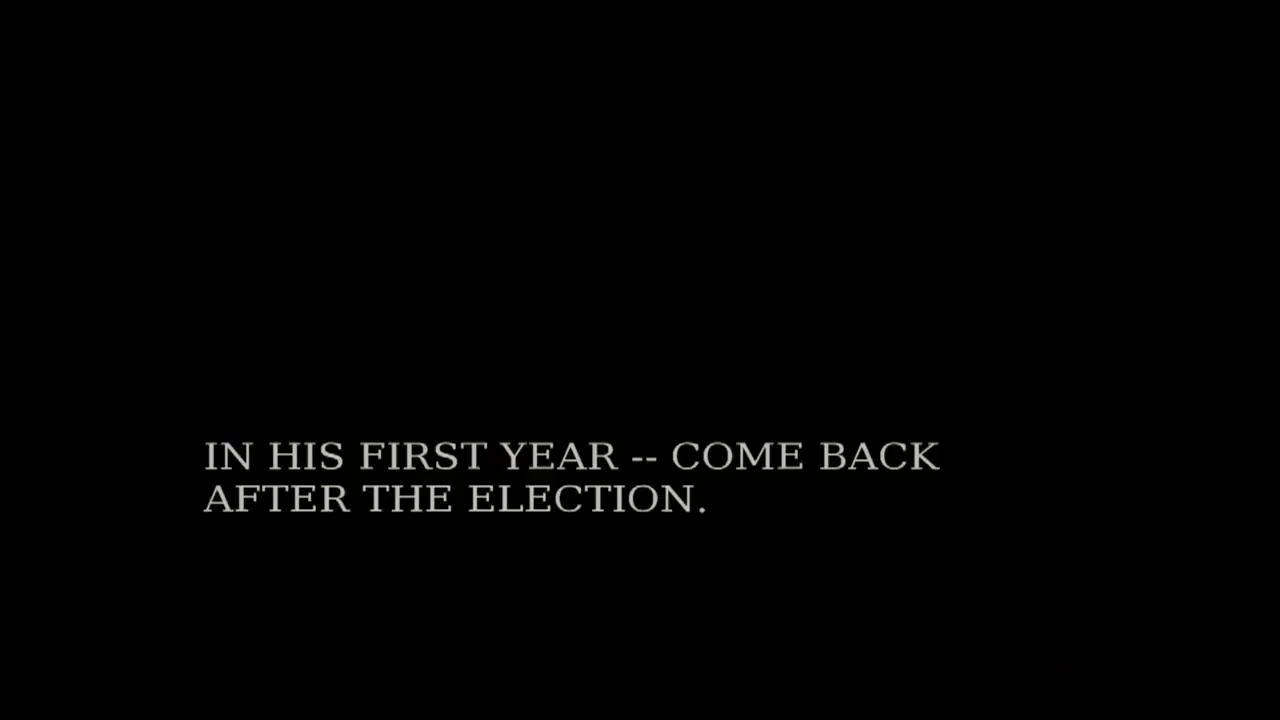 IN HIS FIRST YEAR -- COME BACK
AFTER THE ELECTION.